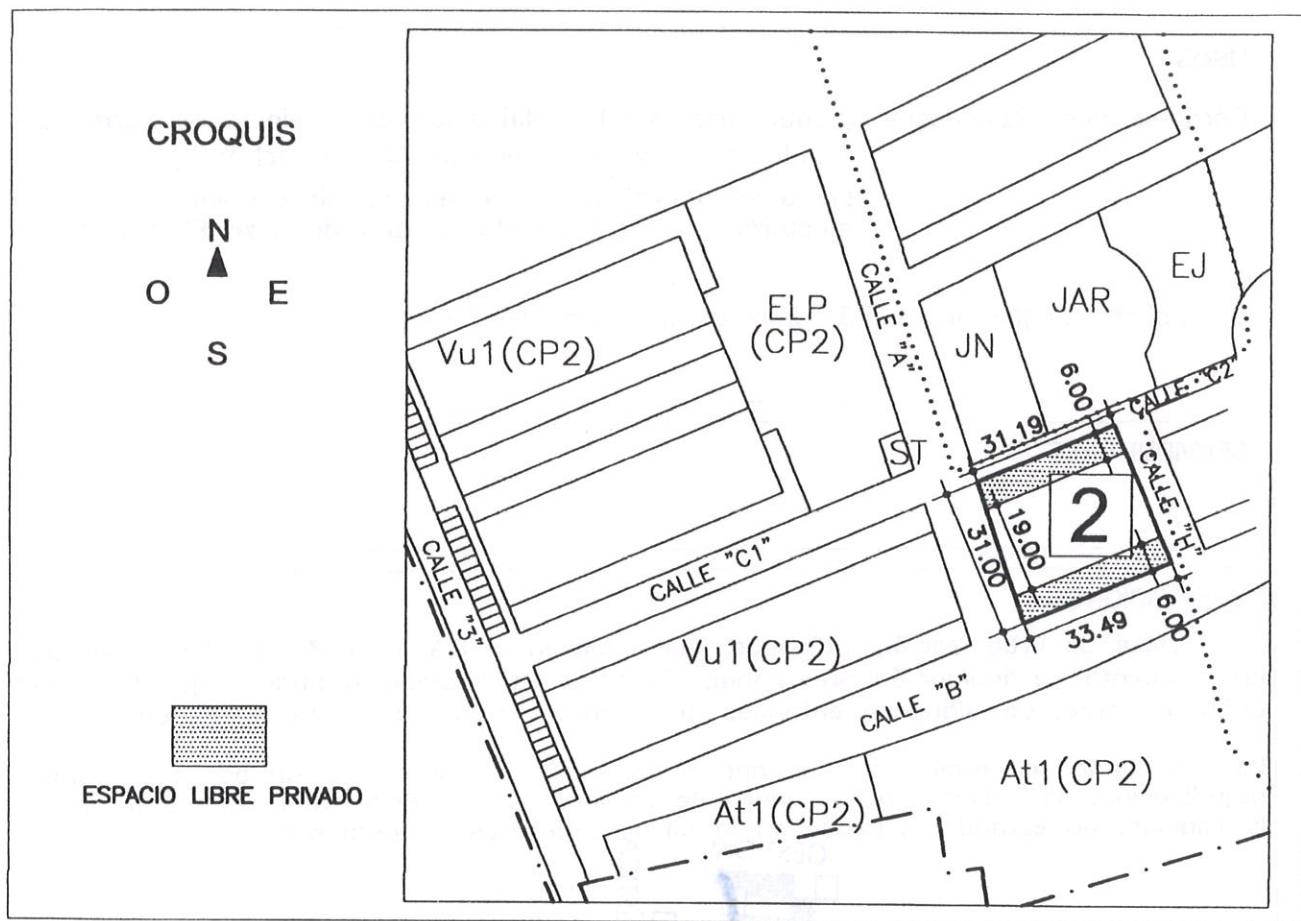 CROQUIS
N
O E
S
ESPACIO LIBRE PRIVADO
Vu1(CP2)
ELP
(CP2)
CALLE "A"
JN
JAR
EJ
6.00
CALLE "C2"
31.19
ST
2
CALLE "H"
19.00
31.00
CALLE "3"
CALLE "C1"
33.49
6.00
Vu1(CP2)
CALLE "B"
At1(CP2)
At1(CP2)